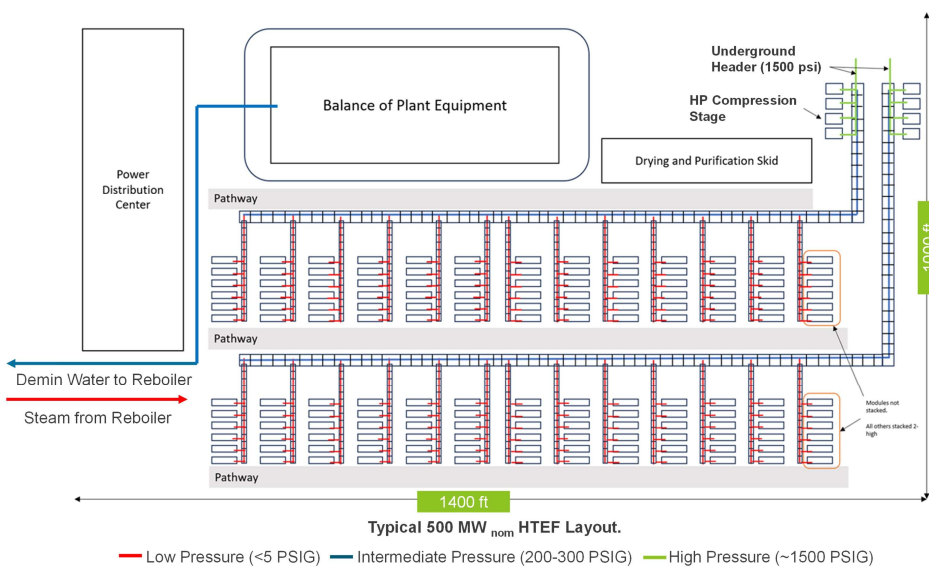 Underground
Header (1500 psi)
HP Compression
Stage
Balance of Plant Equipment
Drying and Purification Skid
Power
Distribution
Center
Pathway
1000 ft
Pathway
Demin Water to Reboiler
Steam from Reboiler
Modules not
stacked.
All others stacked 2-
high
Pathway
1400 ft
Typical 500 MW nom HTEF Layout.
Low Pressure (<5 PSIG)
Intermediate Pressure (200-300 PSIG)
High Pressure (~1500 PSIG)